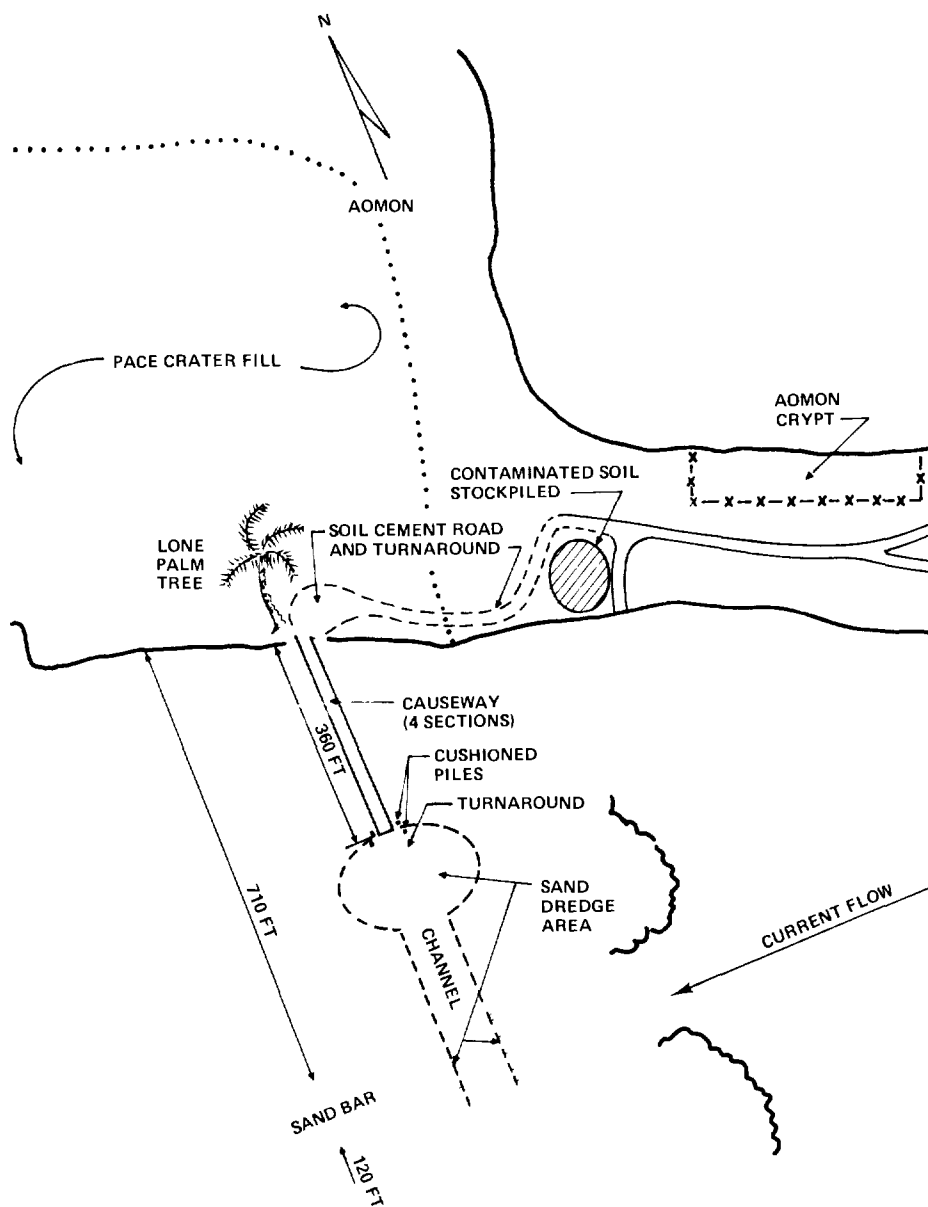 N
AOMON
PACE CRATER FILL
AOMON
CRYPT
CONTAMINATED SOIL
STOCKPILED
SOIL CEMENT ROAD
AND TURNAROUND
LONE
PALM
TREE
CAUSEWAY
(4 SECTIONS)
360 FT
CUSHIONED
PILES
TURNAROUND
SAND
DREDGE
AREA
710 FT
CHANNEL
CURRENT FLOW
SAND BAR
120 FT